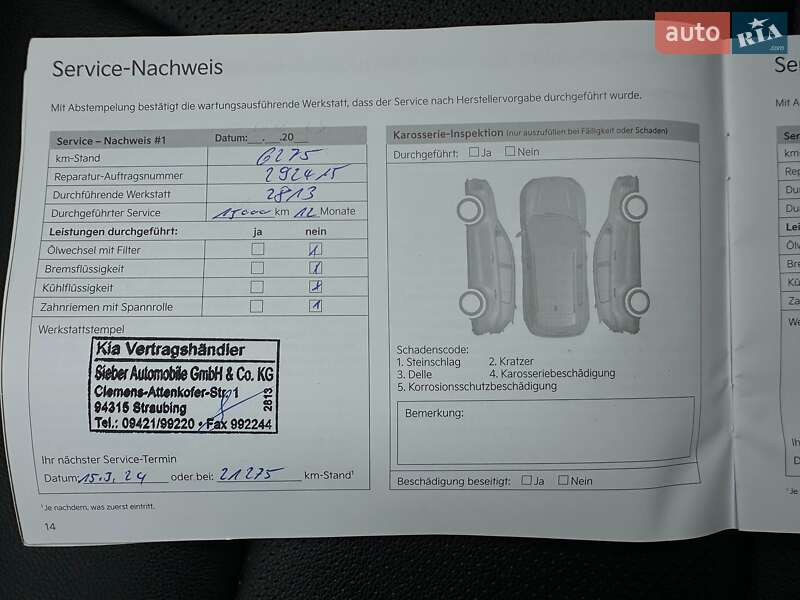 auto RIA
.com
Service-Nachweis
Mit Abstempelung bestätigt die wartungsausführende Werkstatt, dass der Service nach Herstellervorgabe durchgeführt wurde.
Service – Nachweis #1 Datum:__.__.20
km-Stand 6275
Reparatur-Auftragsnummer 292415
Durchführende Werkstatt 2813
Durchgeführter Service 15000 km 12 Monate
Leistungen durchgeführt: ja nein
Ölwechsel mit Filter
Bremsflüssigkeit
Kühlflüssigkeit
Zahnriemen mit Spannrolle
Werkstattstempel
Kia Vertragshändler
Sieber Automobile GmbH & Co. KG
Clemens-Attenkofer-Str. 1
94315 Straubing
Tel.: 09421/99220 • Fax 992244
2813
Ihr nächster Service-Termin
Datum: 15.3.24 oder bei: 21275 km-Stand¹
¹Je nachdem, was zuerst eintritt.
14
Karosserie-Inspektion (nur auszufüllen bei Fälligkeit oder Schaden)
Durchgeführt: Ja Nein
Schadenscode:
1. Steinschlag 2. Kratzer
3. Delle 4. Karosseriebeschädigung
5. Korrosionsschutzbeschädigung
Bemerkung:
Beschädigung beseitigt: Ja Nein